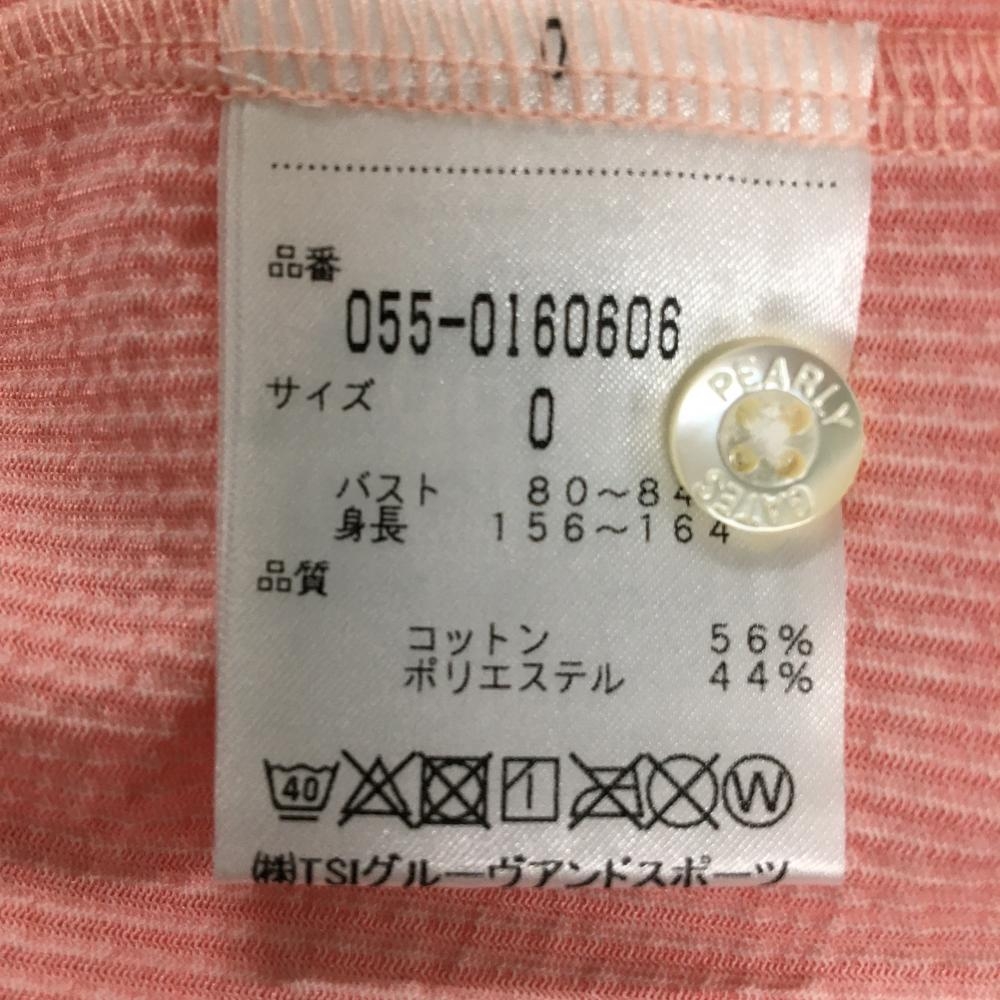 0
品番
055-0160606
サイズ
0
バスト 80~84
身長 156~164
品質
コットン 56%
ポリエステル 44%
40
W
㈱TSIグルーヴアンドスポーツ
PEARLY
GATES